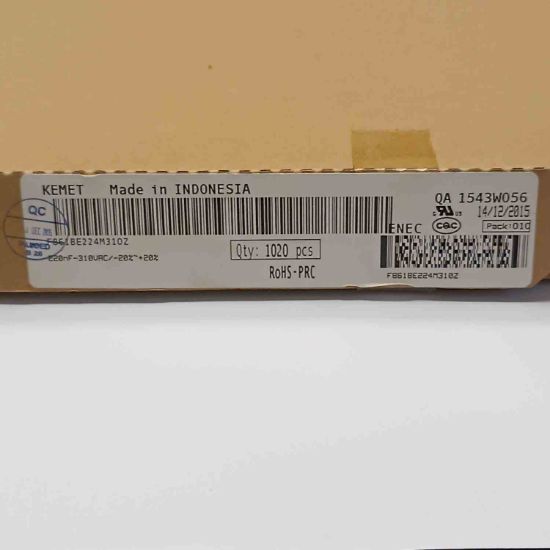 KEMET Made in INDONESIA
QA 1543W056
14/12/2015
QC
ENEC
CQC
Pack:010
F861BE224M310Z
220nF-310VAC/-20%~+20%
Qty: 1020 pcs
RoHS-PRC
F861BE224M310Z